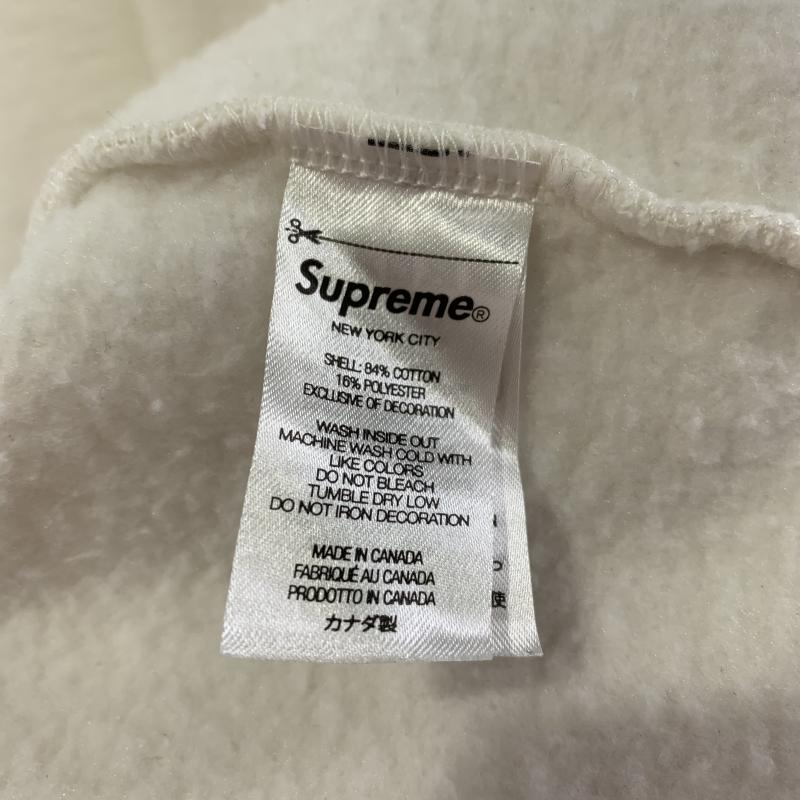 Supreme®
NEW YORK CITY
SHELL: 84% COTTON
16% POLYESTER
EXCLUSIVE OF DECORATION
WASH INSIDE OUT
MACHINE WASH COLD WITH
LIKE COLORS
DO NOT BLEACH
TUMBLE DRY LOW
DO NOT IRON DECORATION
MADE IN CANADA
FABRIQUÉ AU CANADA
PRODOTTO IN CANADA
カナダ製
使